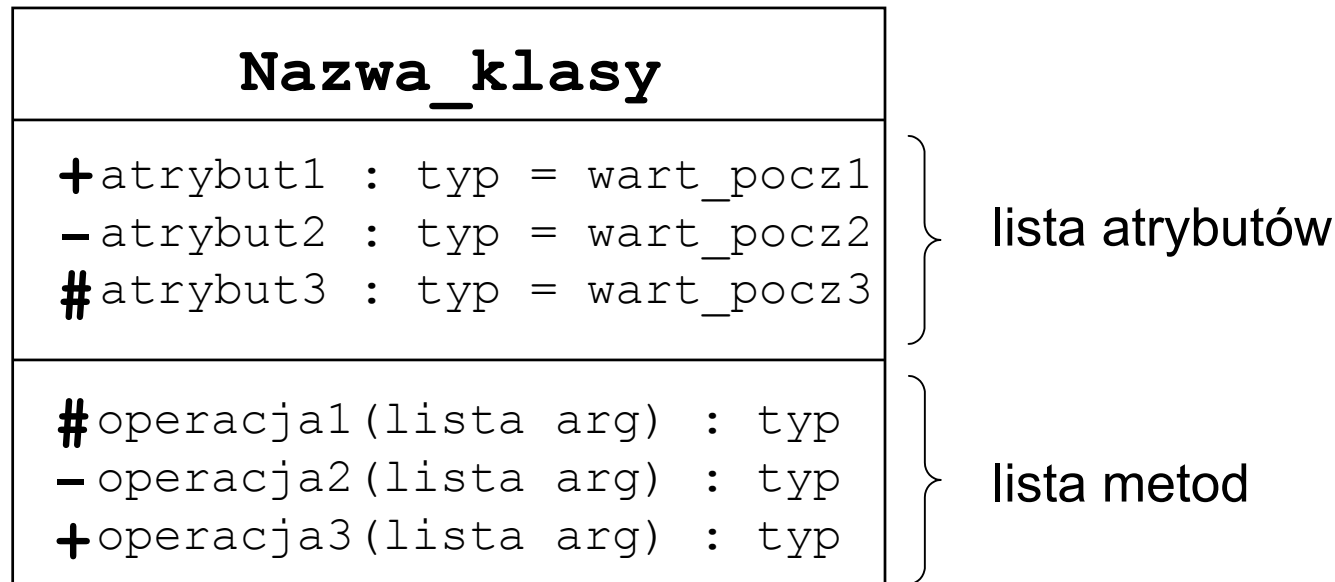 Nazwa_klasy
+atrybut1 : typ = wart_pocz1
-atrybut2 : typ = wart_pocz2
#atrybut3 : typ = wart_pocz3
lista atrybutów
#operacja1(lista arg) : typ
-operacja2(lista arg) : typ
+operacja3(lista arg) : typ
lista metod